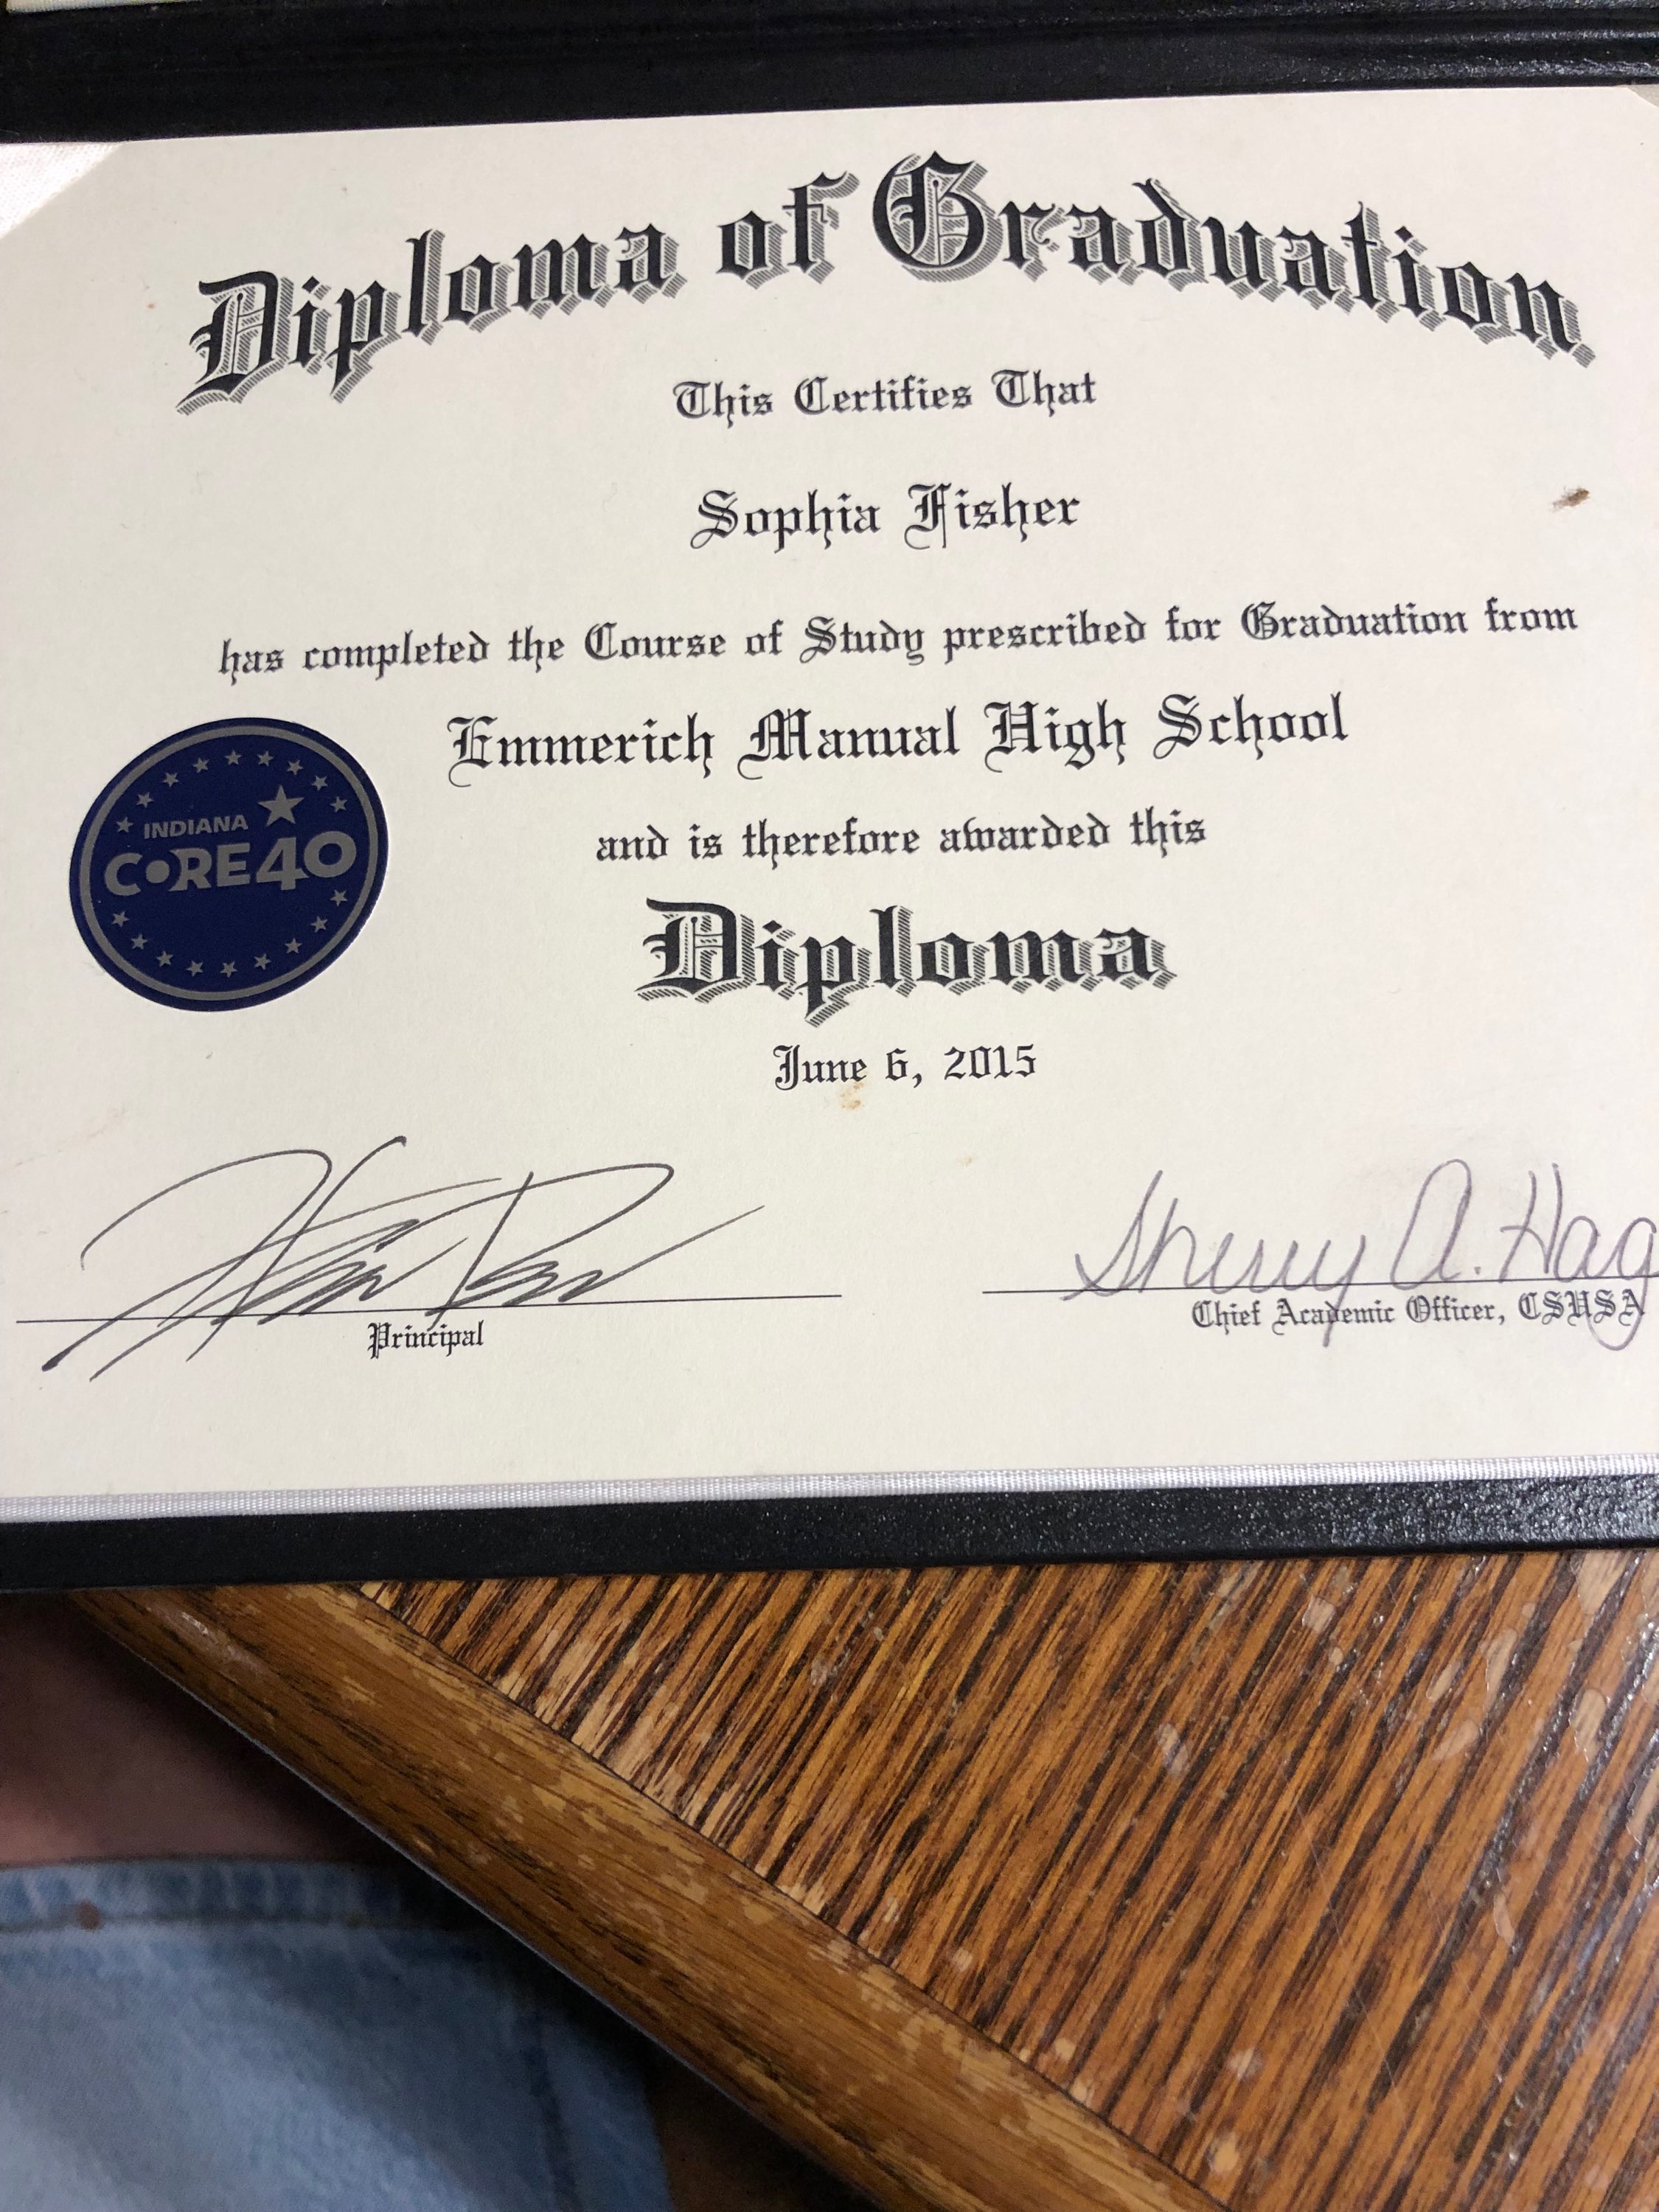 Diploma of Graduation
This Certifies That
Sophia Fisher
has completed the Course of Study prescribed for Graduation from
Emmerich Manual High School
and is therefore awarded this
Diploma
June 6, 2015
INDIANA
CORE40
Principal
Sherry A. Hag
Chief Academic Officer, CSUSA